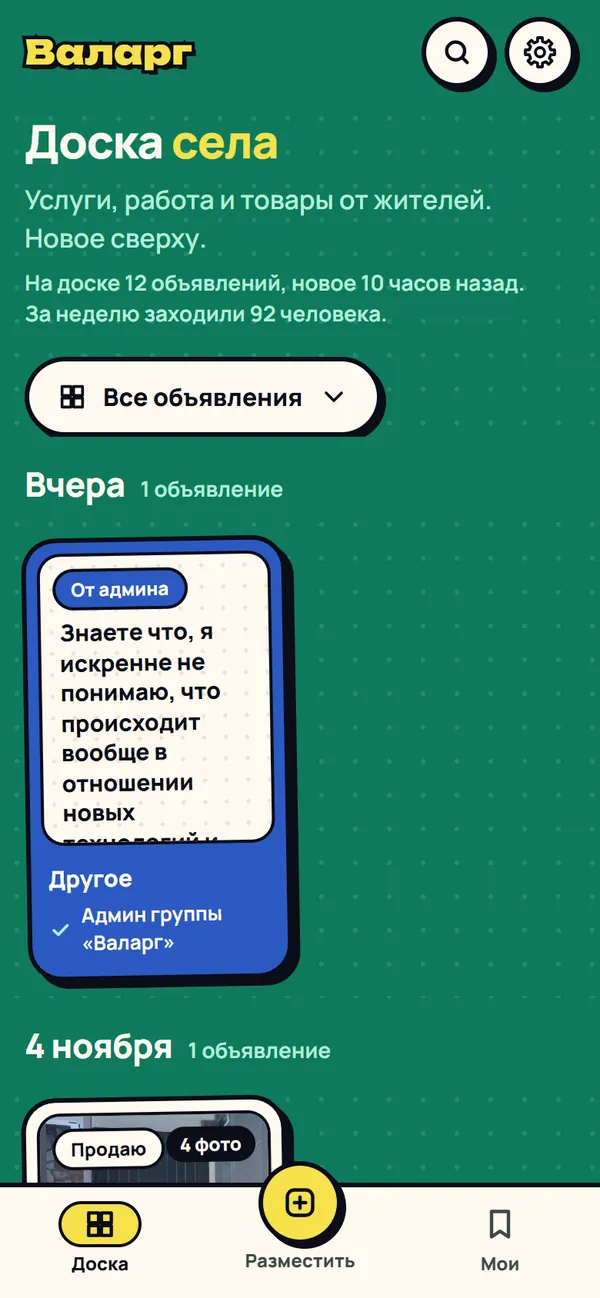 Валарг
Доска села
Услуги, работа и товары от жителей.
Новое сверху.
На доске 12 объявлений, новое 10 часов назад.
За неделю заходили 92 человека.
Все объявления
Вчера 1 объявление
От админа
Знаете что, я
искренне не
понимаю, что
происходит
вообще в
отношении
новых
технологий и
Другое
Админ группы
«Валарг»
4 ноября 1 объявление
Продаю 4 фото
Доска Разместить Мои